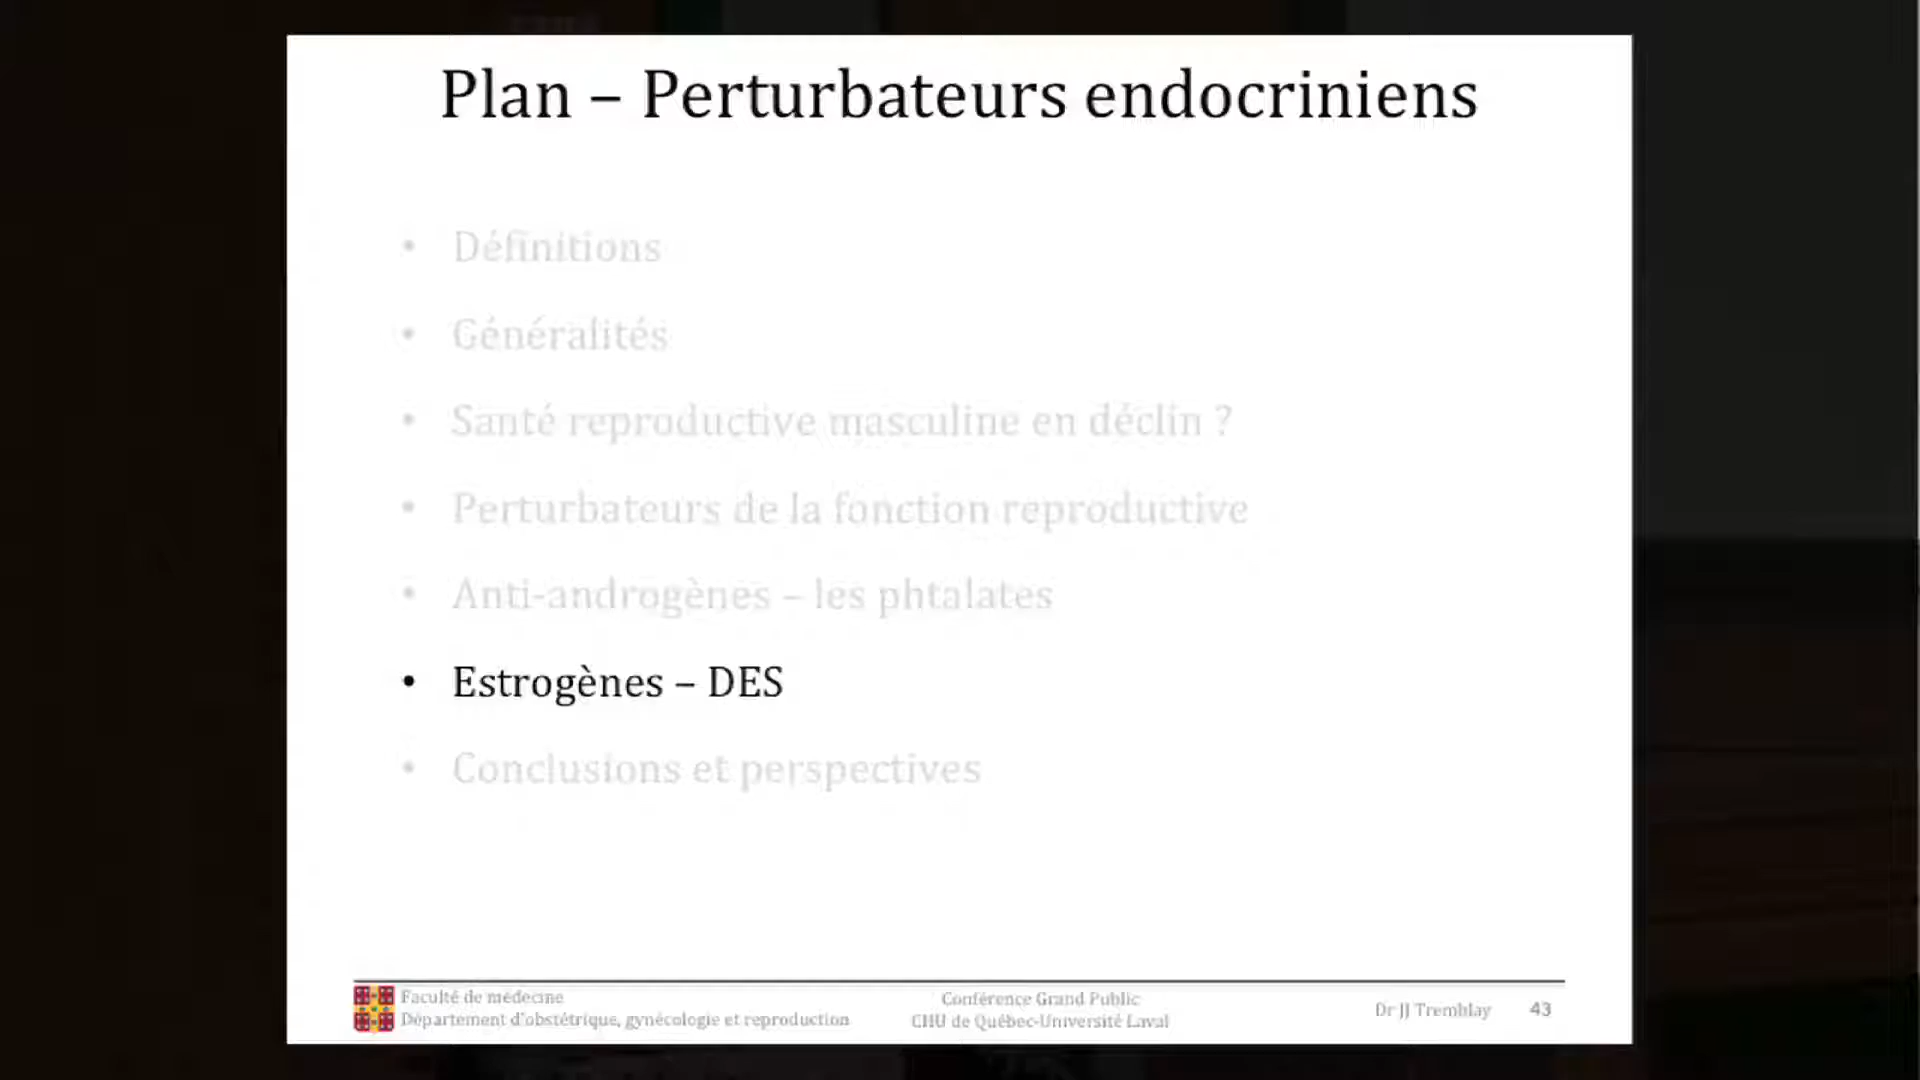 Plan – Perturbateurs endocriniens
• Définitions
• Généralités
• Santé reproductive masculine en déclin ?
• Perturbateurs de la fonction reproductive
• Anti-androgènes – les phtalates
• Estrogènes – DES
• Conclusions et perspectives
Faculté de médecine
Département d'obstétrique, gynécologie et reproduction
Conférence Grand Public
CHU de Québec-Université Laval
Dr JJ Tremblay 43